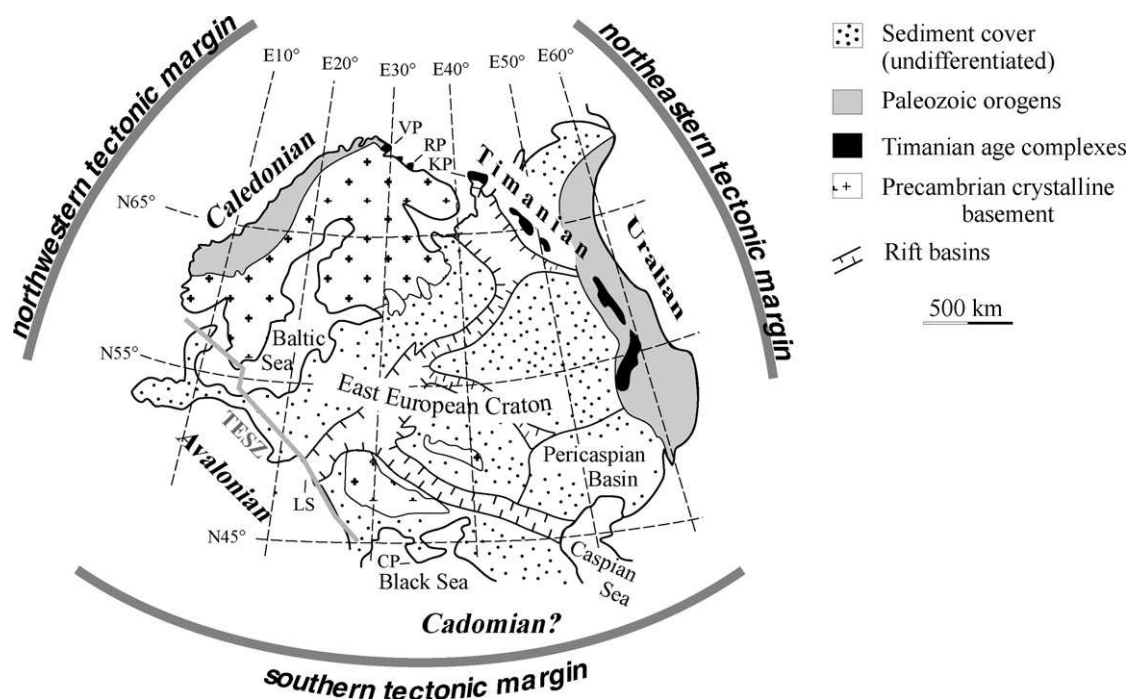 northwestern tectonic margin
northeastern tectonic margin
E10°
E20°
E30°
E40°
E50°
E60°
VP
RP
KP
Caledonian
Timanian
N65°
Uralian
Baltic
Sea
N55°
East European Craton
TESZ
Avalonian
Pericaspian
Basin
LS
N45°
CP
Black Sea
Caspian
Sea
Cadomian?
southern tectonic margin
Sediment cover
(undifferentiated)
Paleozoic orogens
Timanian age complexes
Precambrian crystalline
basement
Rift basins
500 km